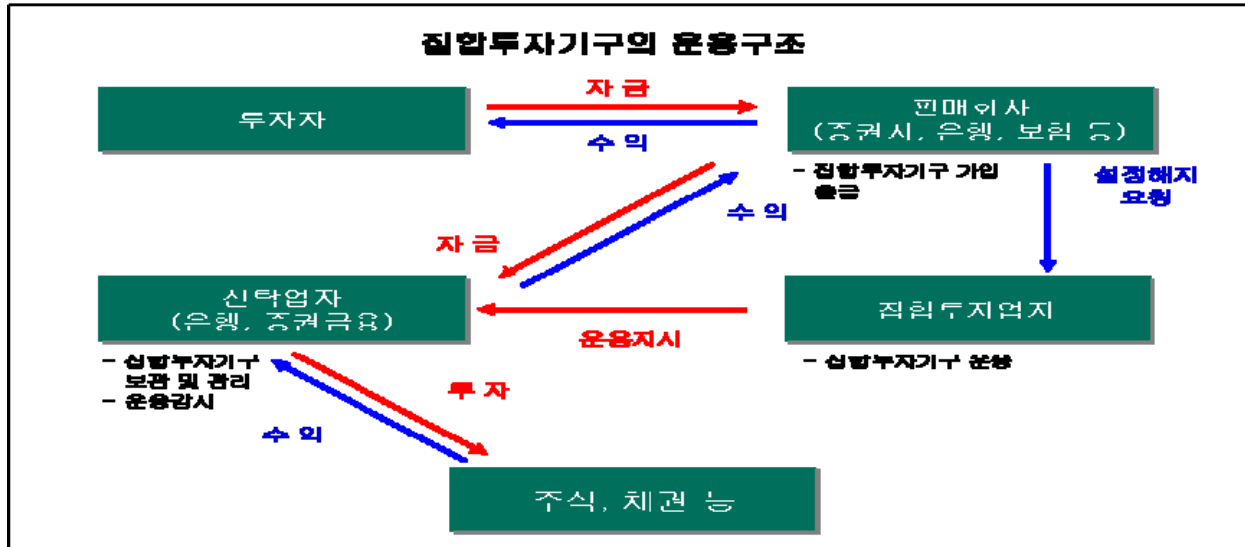 집합투자기구의 운용구조
자 금
투자자
판매회사
(증권사, 은행, 보험 등)
수 익
- 집합투자기구 가입
출금
설정해지
요청
수 익
자 금
신탁업자
(은행, 증권금융)
집합투자업자
운용지시
- 집합투자기구
보관 및 관리
- 운용감시
- 집합투자기구 운용
투 자
수 익
주식, 채권 등